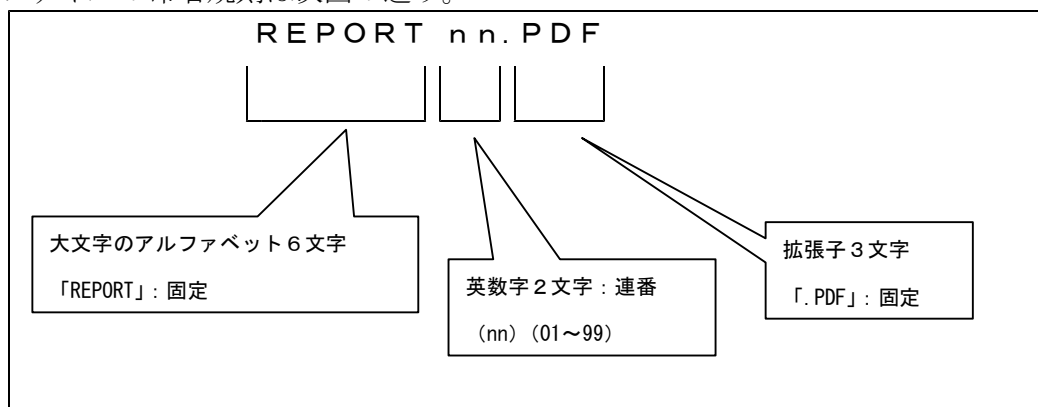 ＲＥＰＯＲＴ ｎｎ．ＰＤＦ
大文字のアルファベット６文字
「REPORT」：固定
英数字２文字：連番
(nn) (01～99)
拡張子３文字
「.PDF」：固定